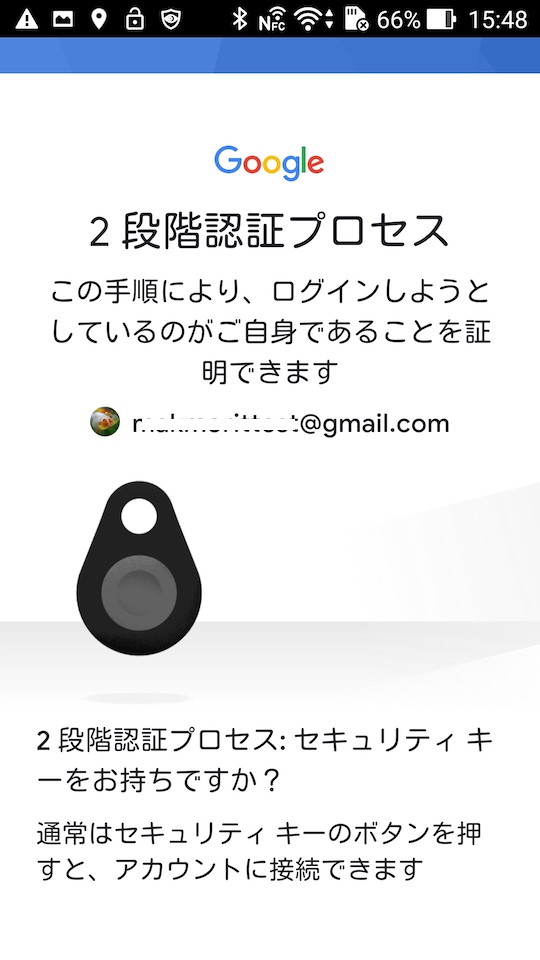 NFC
66%
15:48
Google
2 段階認証プロセス
この手順により、ログインしようと
しているのがご自身であることを証
明できます
@gmail.com
2 段階認証プロセス: セキュリティ キ
ーをお持ちですか？
通常はセキュリティ キーのボタンを押
すと、アカウントに接続できます